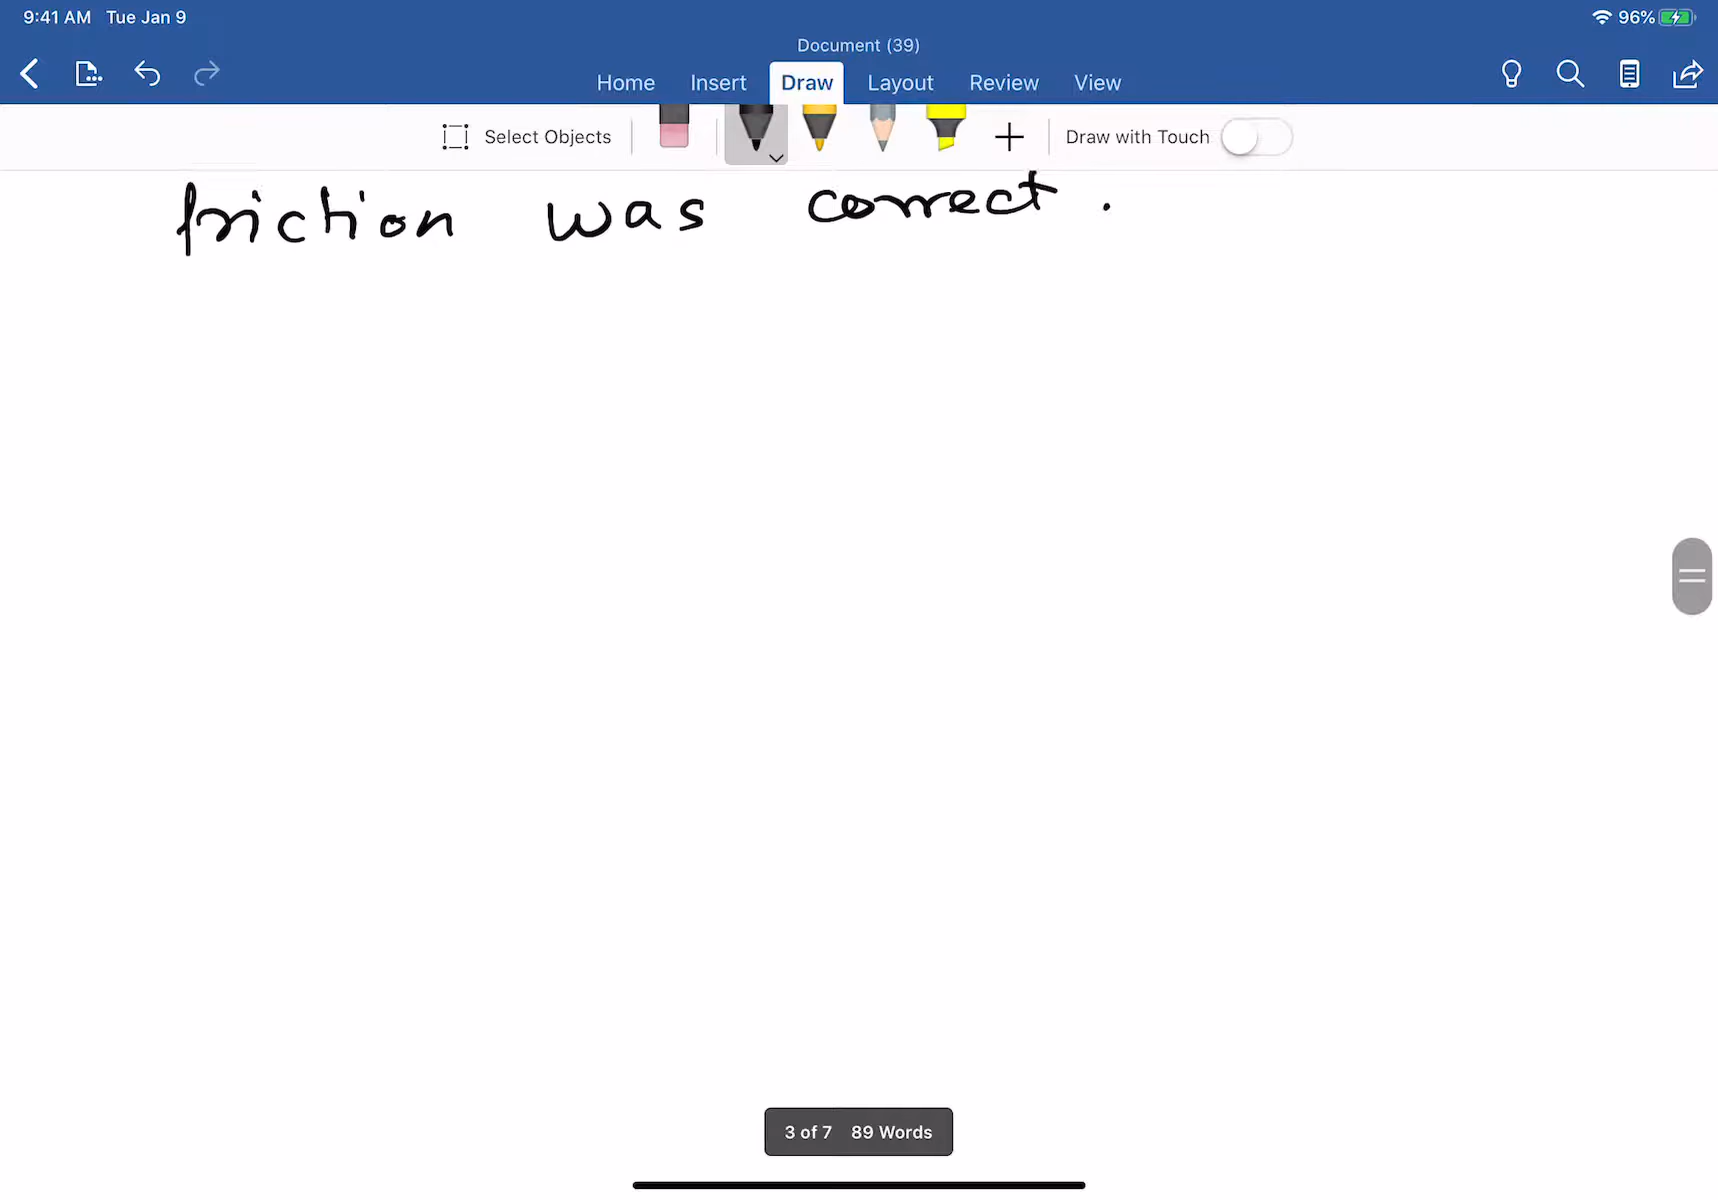 9:41 AM Tue Jan 9
96%
Document (39)
Home Insert Draw Layout Review View
Select Objects
Draw with Touch
friction was correct.
3 of 7 89 Words